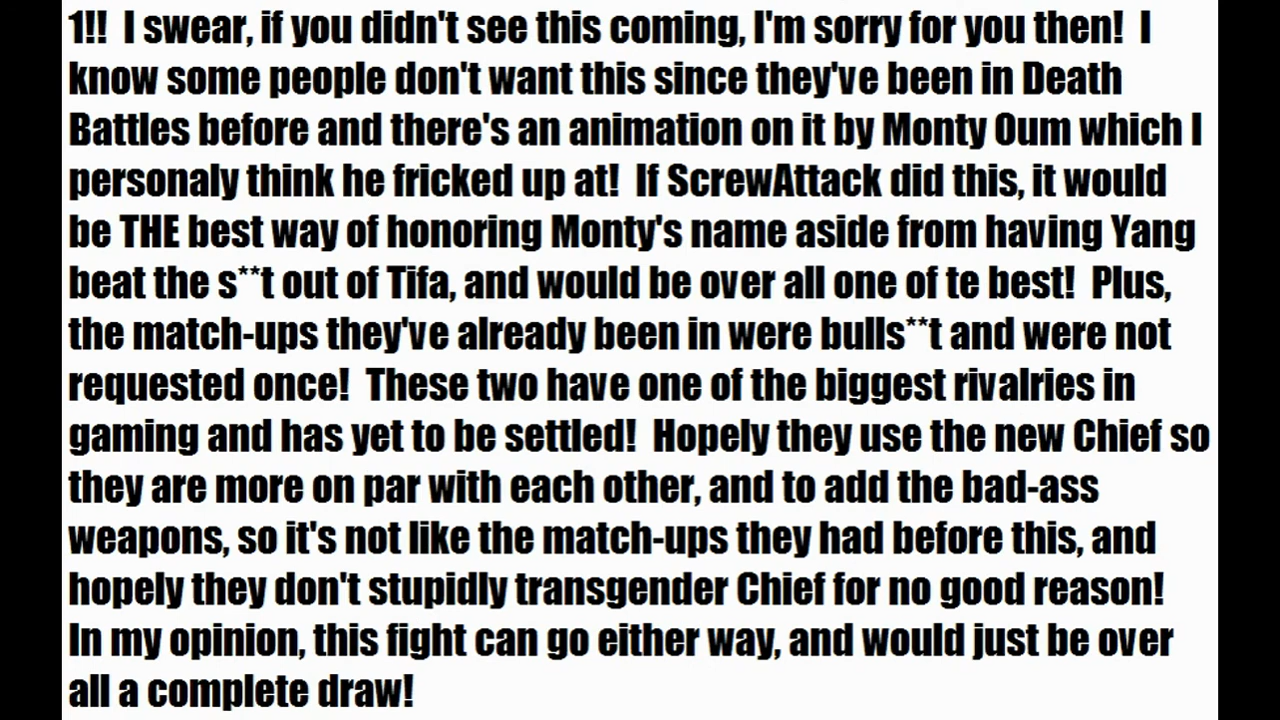 1!!  I swear, if you didn't see this coming, I'm sorry for you then!  I
know some people don't want this since they've been in Death
Battles before and there's an animation on it by Monty Oum which I
personaly think he fricked up at!  If ScrewAttack did this, it would
be THE best way of honoring Monty's name aside from having Yang
beat the s**t out of Tifa, and would be over all one of te best!  Plus,
the match-ups they've already been in were bulls**t and were not
requested once!  These two have one of the biggest rivalries in
gaming and has yet to be settled!  Hopely they use the new Chief so
they are more on par with each other, and to add the bad-ass
weapons, so it's not like the match-ups they had before this, and
hopely they don't stupidly transgender Chief for no good reason!
In my opinion, this fight can go either way, and would just be over
all a complete draw!